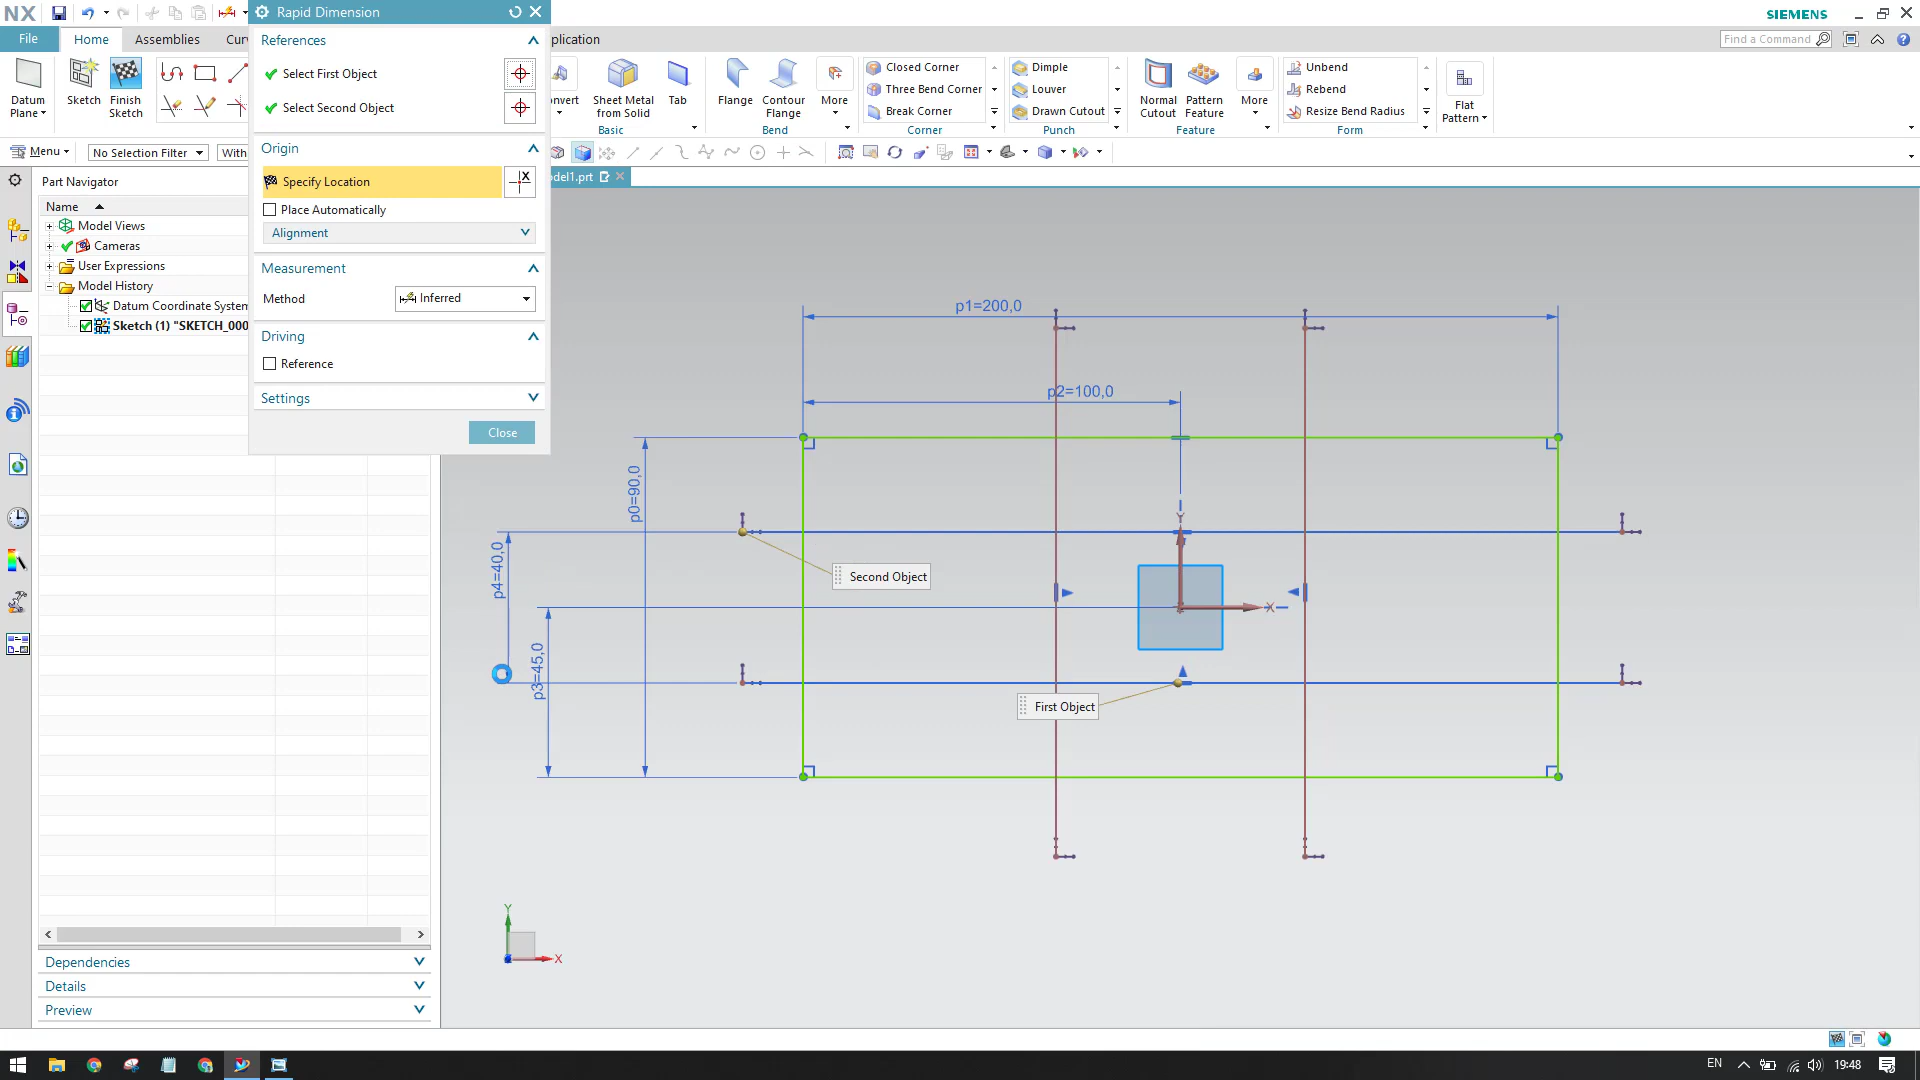 NX
Rapid Dimension
SIEMENS
File
Home
Assemblies
Cur
plication
Find a Command
References
Select First Object
Select Second Object
Origin
Specify Location
Place Automatically
Alignment
Measurement
Method
Inferred
Driving
Reference
Settings
Close
Datum
Plane
Sketch
Finish
Sketch
onvert
Sheet Metal
from Solid
Tab
Basic
Flange
Contour
Flange
More
Bend
Closed Corner
Three Bend Corner
Break Corner
Corner
Dimple
Louver
Drawn Cutout
Punch
Normal
Cutout
Pattern
Feature
More
Feature
Unbend
Rebend
Resize Bend Radius
Form
Flat
Pattern
Menu
No Selection Filter
With
Part Navigator
Name
Model Views
Cameras
User Expressions
Model History
Datum Coordinate System
Sketch (1) "SKETCH_000
del1.prt
p1=200,0
p2=100,0
p0=90,0
p4=40,0
p3=45,0
Second Object
First Object
Y
X
Y
X
Dependencies
Details
Preview
EN
19:48